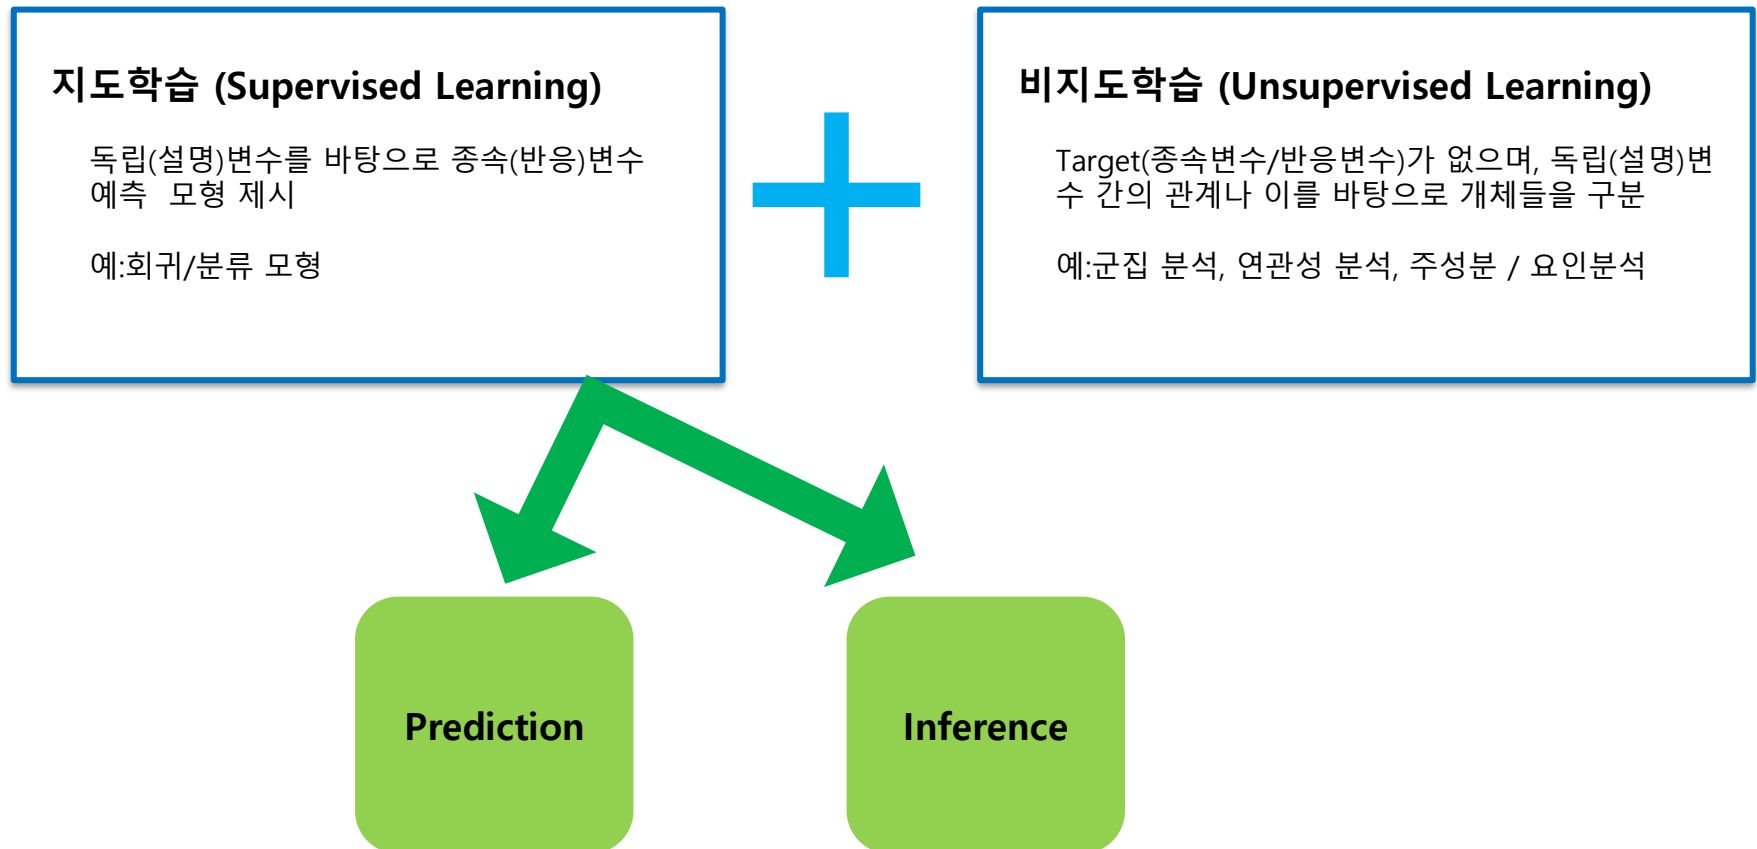 지도학습 (Supervised Learning)
독립(설명)변수를 바탕으로 종속(반응)변수
예측  모형 제시
예:회귀/분류 모형
비지도학습 (Unsupervised Learning)
Target(종속변수/반응변수)가 없으며, 독립(설명)변
수 간의 관계나 이를 바탕으로 개체들을 구분
예:군집 분석, 연관성 분석, 주성분 / 요인분석
Prediction
Inference